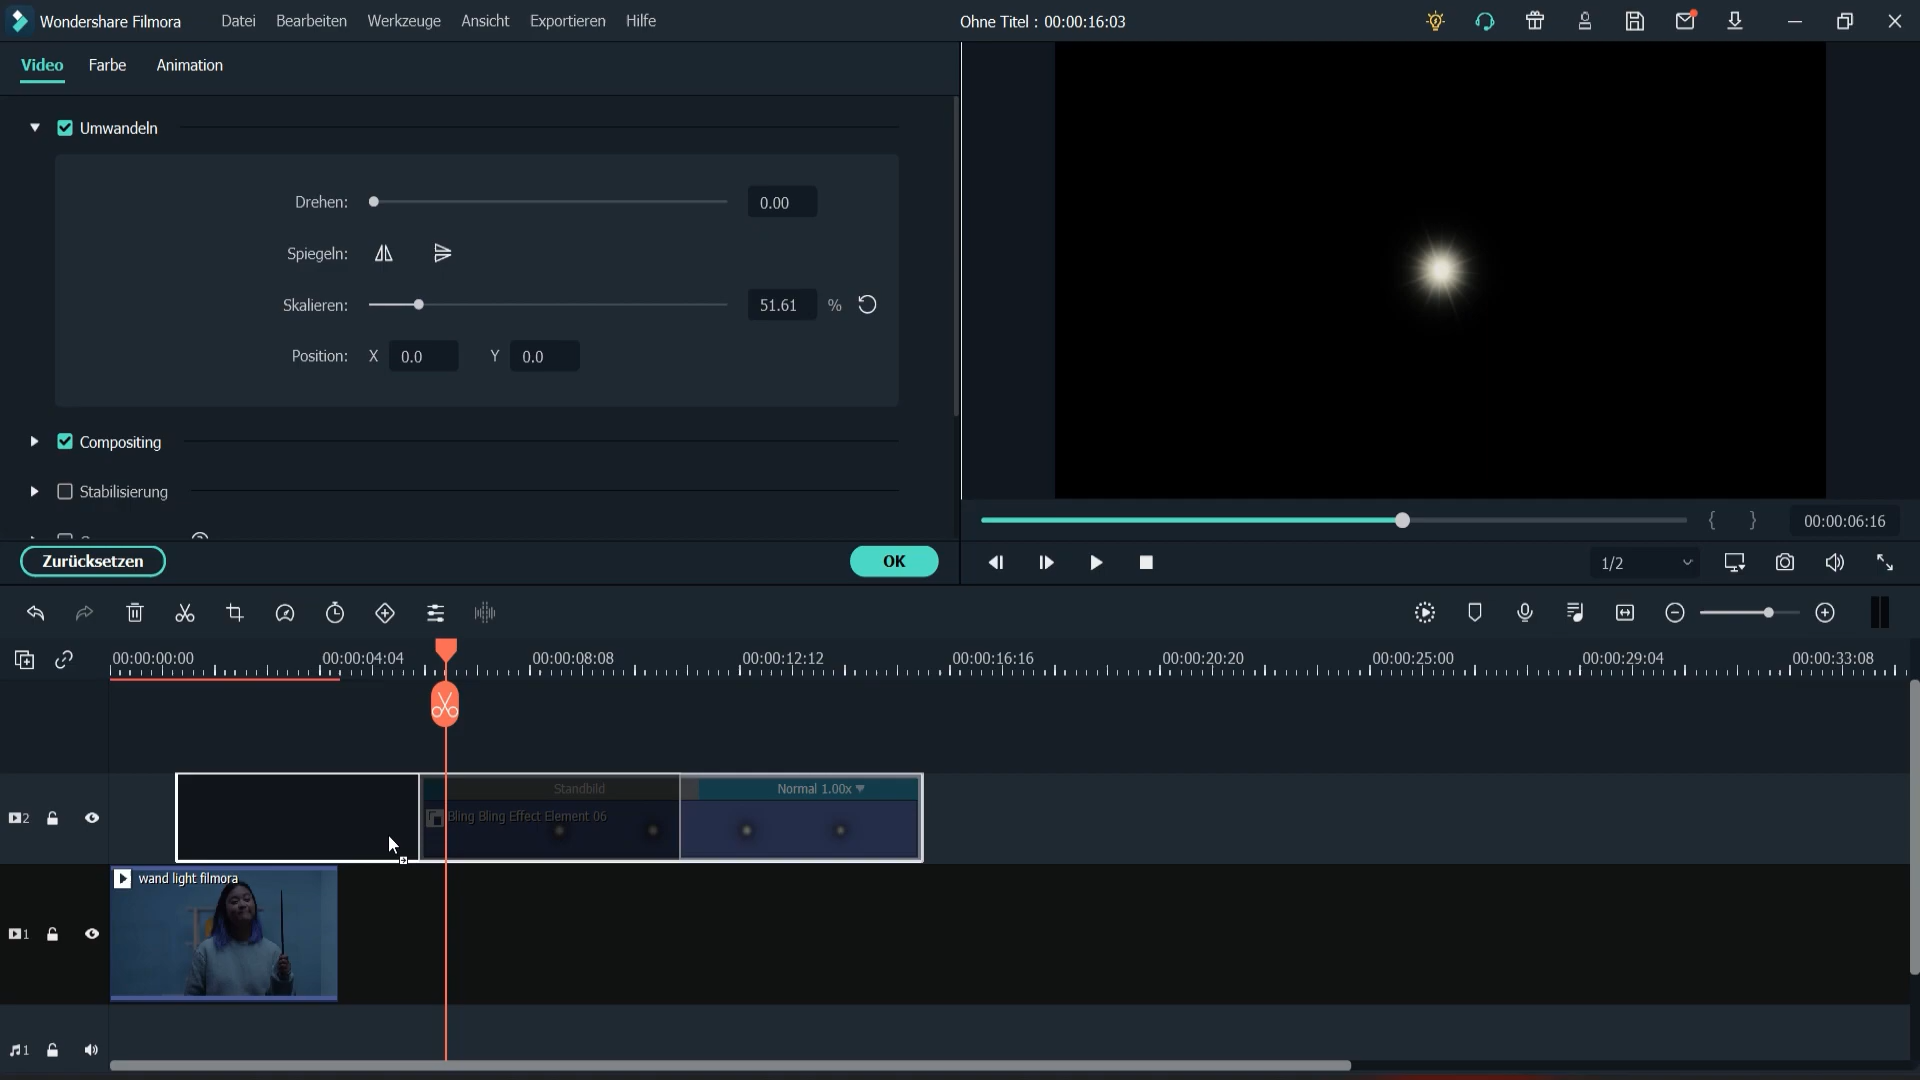 Wondershare Filmora Datei Bearbeiten Werkzeuge Ansicht Exportieren Hilfe Ohne Titel : 00:00:16:03
Video Farbe Animation
Umwandeln
Drehen: 0.00
Spiegeln:
Skalieren: 51.61 %
Position: X 0.0 Y 0.0
Compositing
Stabilisierung
{ } 00:00:06:16
Zurücksetzen OK
1/2
00:00:00:00 00:00:04:04 00:00:08:08 00:00:12:12 00:00:16:16 00:00:20:20 00:00:25:00 00:00:29:04 00:00:33:08
Standbild Normal 1.00x
2
Bling Bling Effect Element 06
wand light filmora
1
1